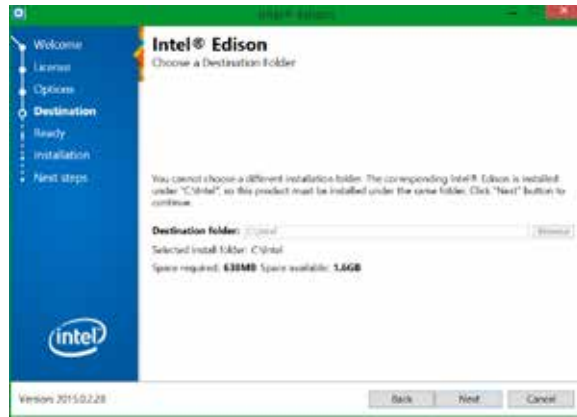 Intel® Edison
Welcome
License
Options
Destination
Ready
Installation
Next steps
Intel® Edison
Choose a Destination Folder
You cannot choose a different installation folder. The corresponding Intel® Edison is installed
under "C:\Intel", so this product must be installed under the same folder. Click "Next" button to
continue.
Destination folder: C:\Intel Browse
Selected install folder: C:\Intel
Space required: 630MB Space available: 1.6GB
intel
Version 2015.0.2.28 Back Next Cancel